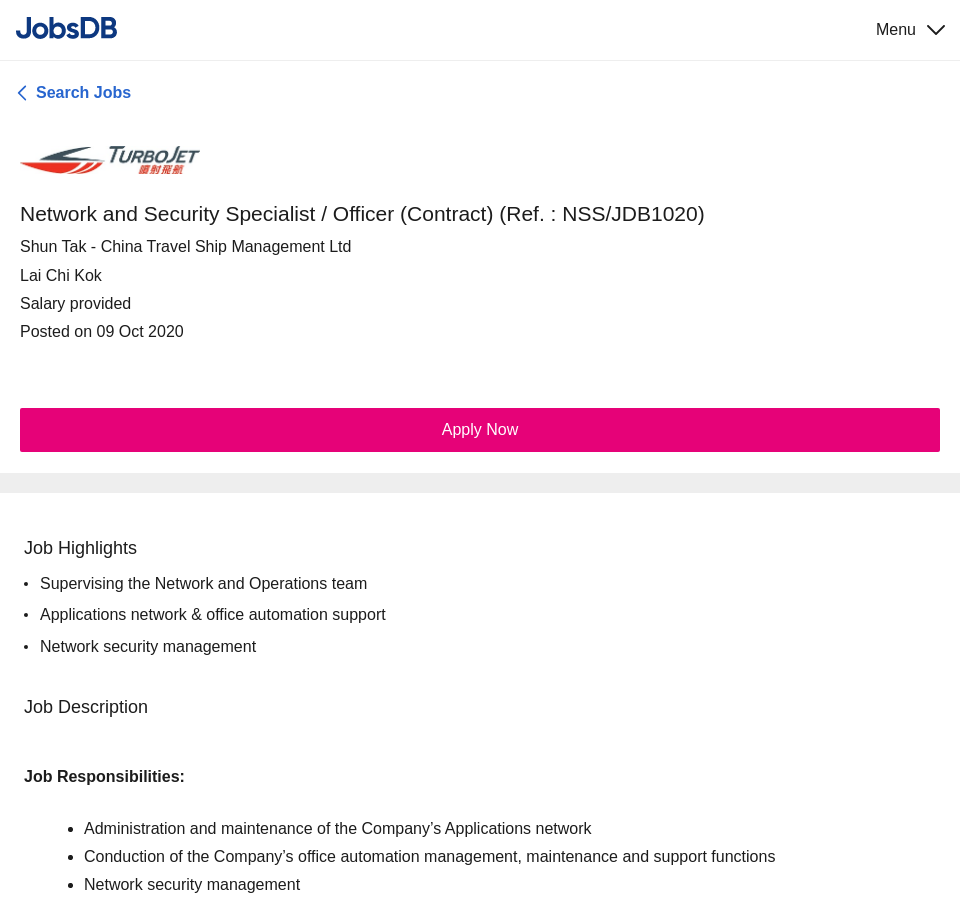 JobsDB
Menu
Search Jobs
TURBOJET
噴射飛航
Network and Security Specialist / Officer (Contract) (Ref. : NSS/JDB1020)
Shun Tak - China Travel Ship Management Ltd
Lai Chi Kok
Salary provided
Posted on 09 Oct 2020
Apply Now
Job Highlights
• Supervising the Network and Operations team
• Applications network & office automation support
• Network security management
Job Description
Job Responsibilities:
• Administration and maintenance of the Company’s Applications network
• Conduction of the Company’s office automation management, maintenance and support functions
• Network security management